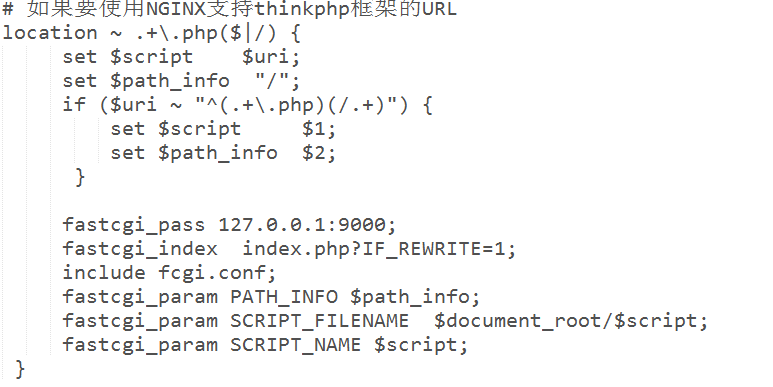 # 如果要使用NGINX支持thinkphp框架的URL
location ~ .+\.php($|/) {
     set $script    $uri;
     set $path_info  "/";
     if ($uri ~ "^(.+\.php)(/.+)") {
         set $script     $1;
         set $path_info  $2;
      }

     fastcgi_pass 127.0.0.1:9000;
     fastcgi_index  index.php?IF_REWRITE=1;
     include fcgi.conf;
     fastcgi_param PATH_INFO $path_info;
     fastcgi_param SCRIPT_FILENAME  $document_root/$script;
     fastcgi_param SCRIPT_NAME $script;
 }